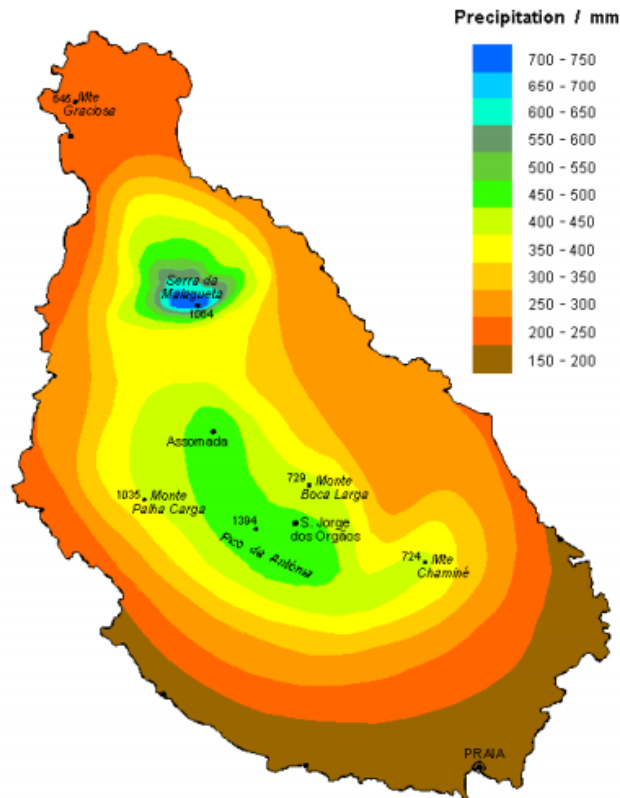 Precipitation / mm
700 - 750
650 - 700
600 - 650
550 - 600
500 - 550
450 - 500
400 - 450
350 - 400
300 - 350
250 - 300
200 - 250
150 - 200
646 Mte
Graciosa
Serra da
Malagueta
1064
Assomada
729 Monte
Boca Larga
1035 Monte
Palha Carga
1394
S. Jorge
dos Órgãos
Pico da Antónia
724 Mte
Chaminé
PRAIA